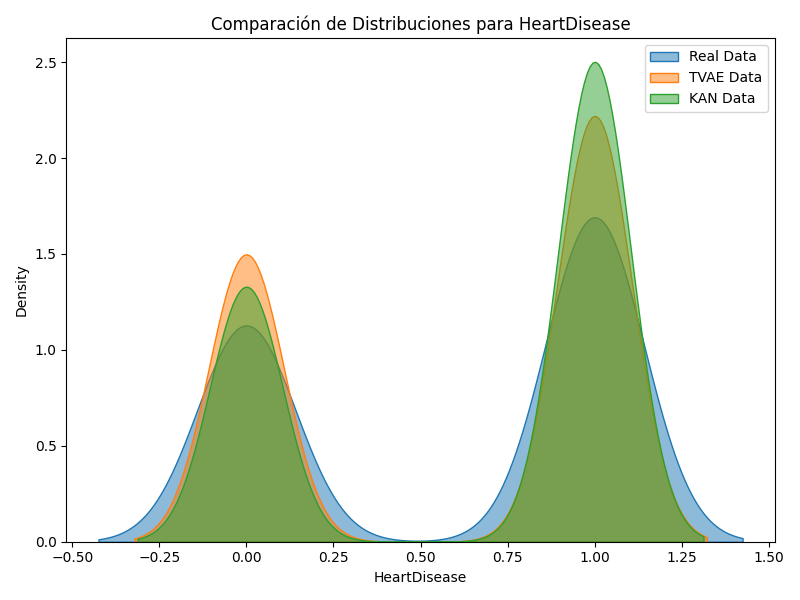 Comparación de Distribuciones para HeartDisease
Real Data
TVAE Data
KAN Data
2.5
2.0
1.5
1.0
0.5
0.0
Density
−0.50
−0.25
0.00
0.25
0.50
0.75
1.00
1.25
1.50
HeartDisease